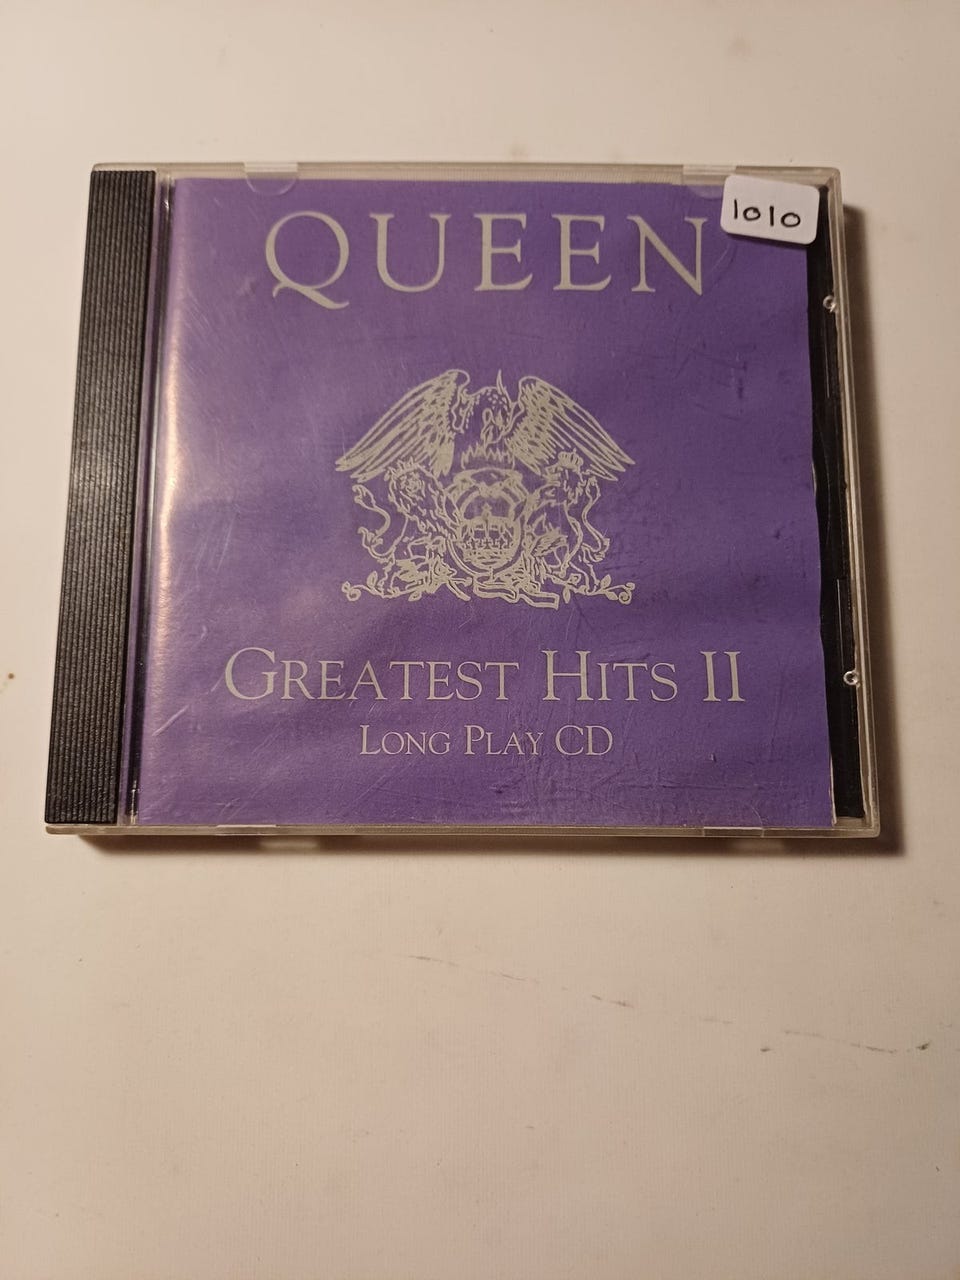 1010
QUEEN
GREATEST HITS II
LONG PLAY CD